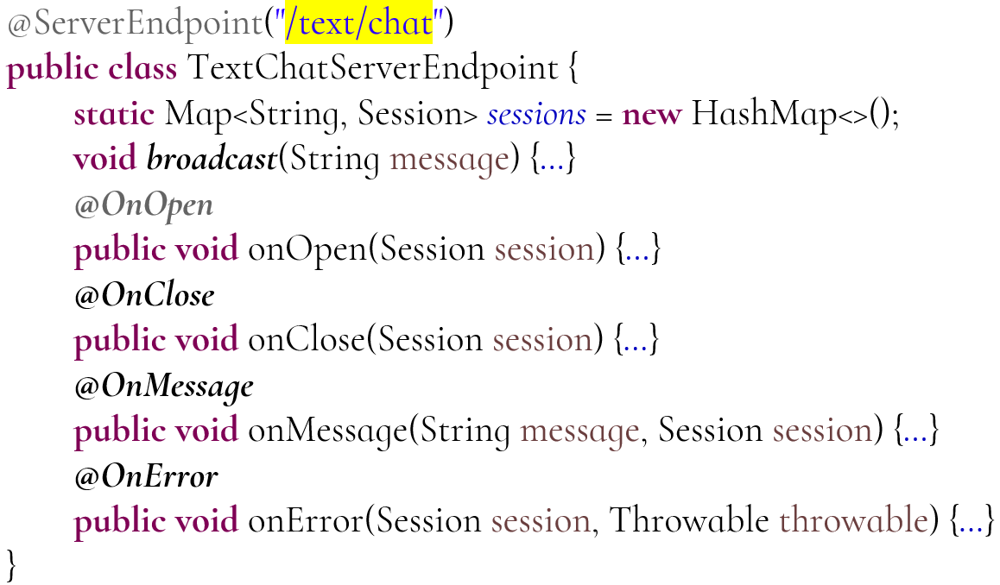 @ServerEndpoint("/text/chat")
public class TextChatServerEndpoint {
static Map<String, Session> sessions = new HashMap<>();
void broadcast(String message) {...}
@OnOpen
public void onOpen(Session session) {...}
@OnClose
public void onClose(Session session) {...}
@OnMessage
public void onMessage(String message, Session session) {...}
@OnError
public void onError(Session session, Throwable throwable) {...}
}